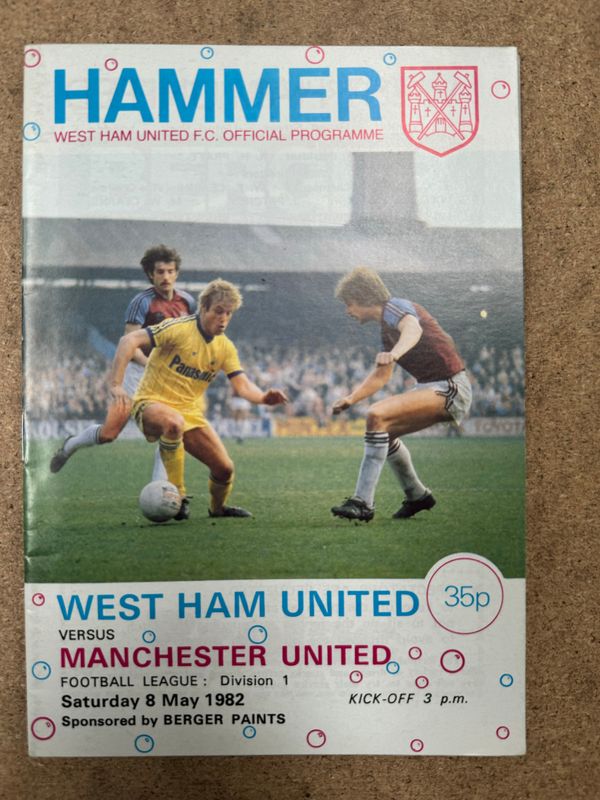 HAMMER
WEST HAM UNITED F.C. OFFICIAL PROGRAMME
Panasonic
TOYOTA
WEST HAM UNITED
35p
VERSUS
MANCHESTER UNITED
FOOTBALL LEAGUE: Division 1
Saturday 8 May 1982
KICK-OFF 3 p.m.
Sponsored by BERGER PAINTS